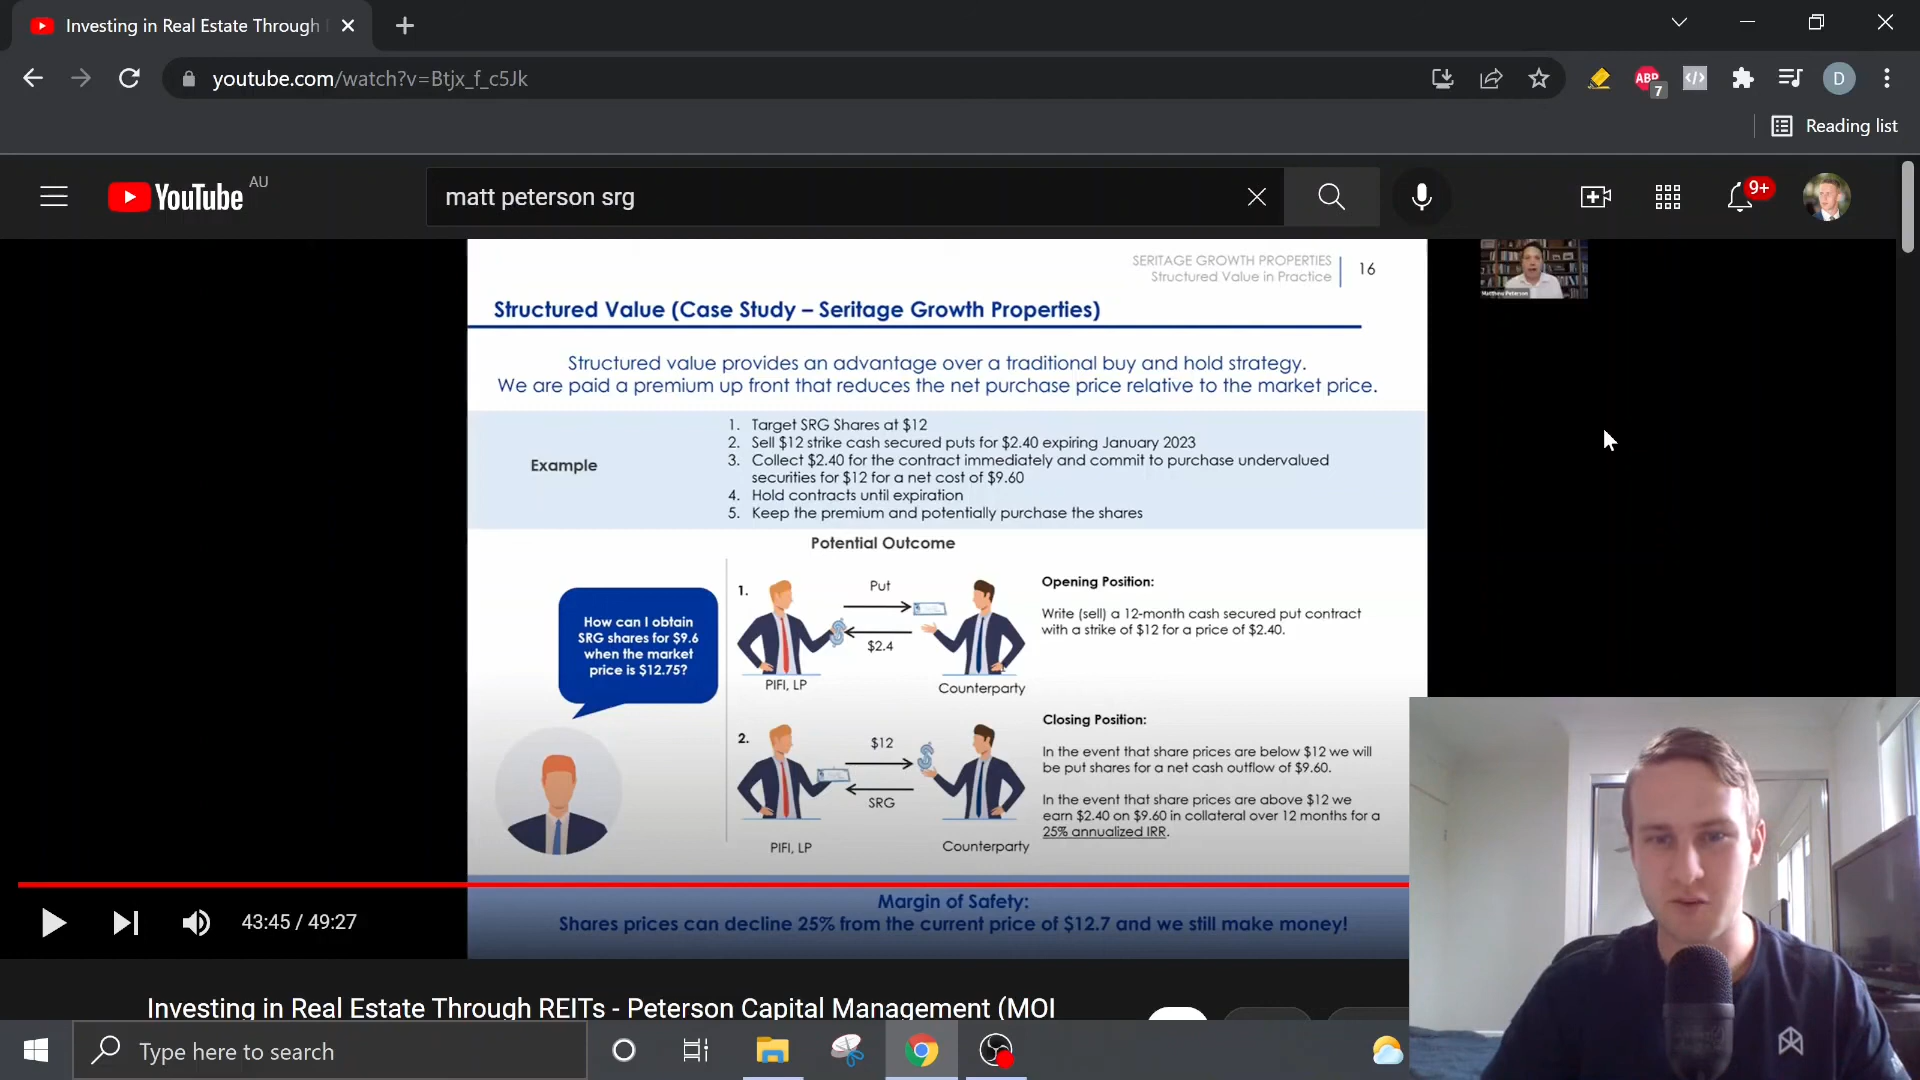 Investing in Real Estate Through
youtube.com/watch?v=Btjx_f_c5Jk
ABP
7
D
Reading list
YouTube AU
matt peterson srg
9+
SERITAGE GROWTH PROPERTIES
Structured Value in Practice
16
Matthew Peterson
Structured Value (Case Study – Seritage Growth Properties)
Structured value provides an advantage over a traditional buy and hold strategy.
We are paid a premium up front that reduces the net purchase price relative to the market price.
Example
1. Target SRG Shares at $12
2. Sell $12 strike cash secured puts for $2.40 expiring January 2023
3. Collect $2.40 for the contract immediately and commit to purchase undervalued
securities for $12 for a net cost of $9.60
4. Hold contracts until expiration
5. Keep the premium and potentially purchase the shares
Potential Outcome
How can I obtain
SRG shares for $9.6
when the market
price is $12.75?
1.
Put
$2.4
PIFI, LP
Counterparty
Opening Position:
Write (sell) a 12-month cash secured put contract
with a strike of $12 for a price of $2.40.
2.
$12
SRG
PIFI, LP
Counterparty
Closing Position:
In the event that share prices are below $12 we will
be put shares for a net cash outflow of $9.60.
In the event that share prices are above $12 we
earn $2.40 on $9.60 in collateral over 12 months for a
25% annualized IRR.
Margin of Safety:
Shares prices can decline 25% from the current price of $12.7 and we still make money!
43:45 / 49:27
Investing in Real Estate Through REITs - Peterson Capital Management (MOI
Type here to search